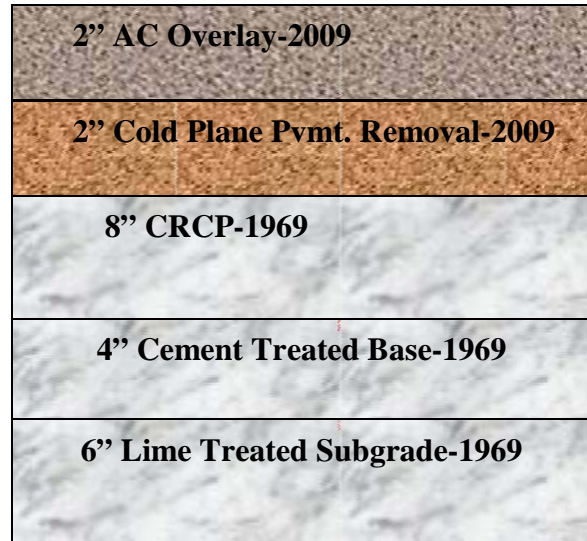 2” AC Overlay-2009
2” Cold Plane Pvmt. Removal-2009
8” CRCP-1969
4” Cement Treated Base-1969
6” Lime Treated Subgrade-1969